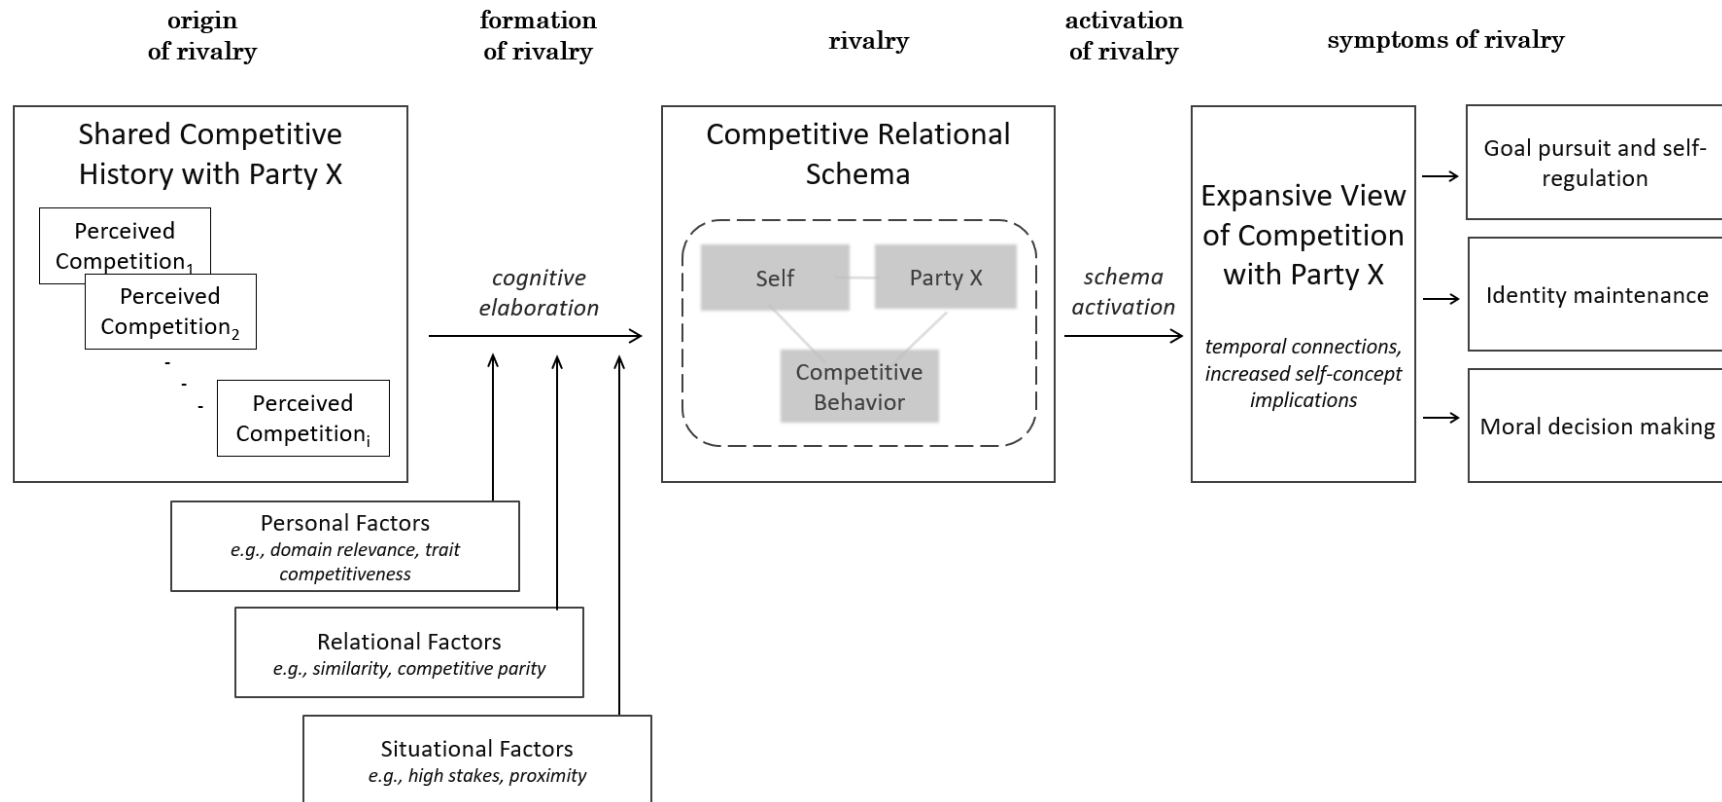 origin
of rivalry
formation
of rivalry
rivalry
activation
of rivalry
symptoms of rivalry
Shared Competitive
History with Party X
Perceived
Competition1
Perceived
Competition2
Perceived
Competitioni
cognitive
elaboration
Personal Factors
e.g., domain relevance, trait
competitiveness
Relational Factors
e.g., similarity, competitive parity
Situational Factors
e.g., high stakes, proximity
Competitive Relational
Schema
Self
Party X
Competitive
Behavior
schema
activation
Expansive View
of Competition
with Party X
temporal connections,
increased self-concept
implications
Goal pursuit and self-
regulation
Identity maintenance
Moral decision making